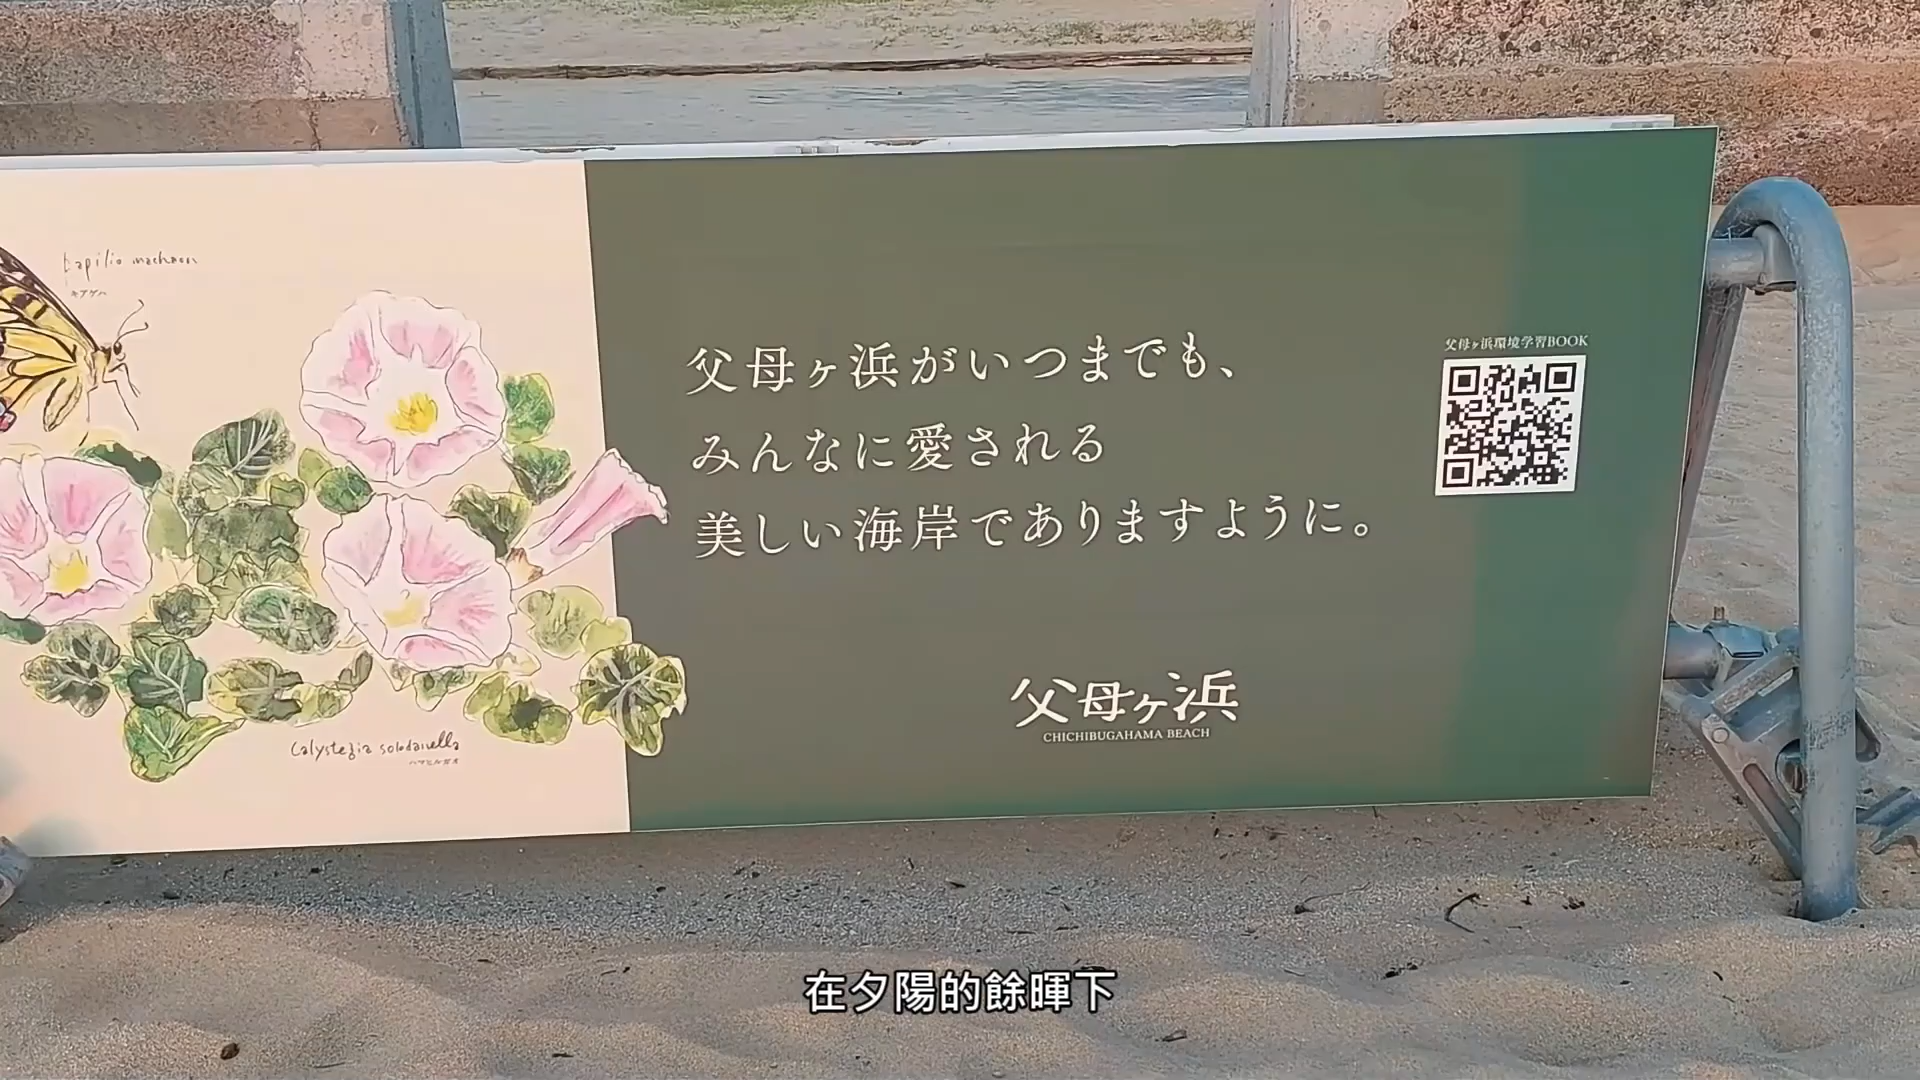 Papilio machaon
キアゲハ
父母ヶ浜がいつまでも、
みんなに愛される
美しい海岸でありますように。
父母ヶ浜環境学習BOOK
父母ヶ浜
CHICHIBUGAHAMA BEACH
Calystegia soldanella
ハマヒルガオ
在夕陽的餘暉下